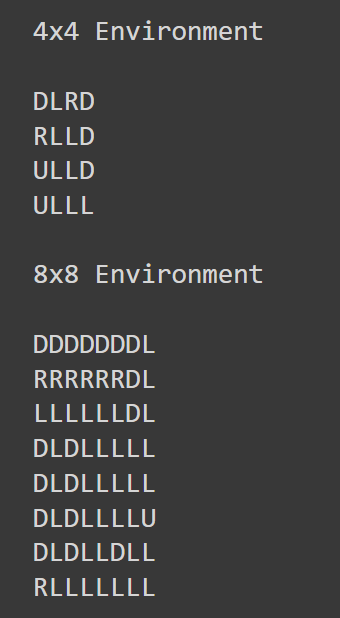 4x4 Environment
DLRD
RLLD
ULLD
ULLL
8x8 Environment
DDDDDDDL
RRRRRRDL
LLLLLLDL
DLDLLLLL
DLDLLLLL
DLDLLLLU
DLDLLDLL
RLLLLLLL